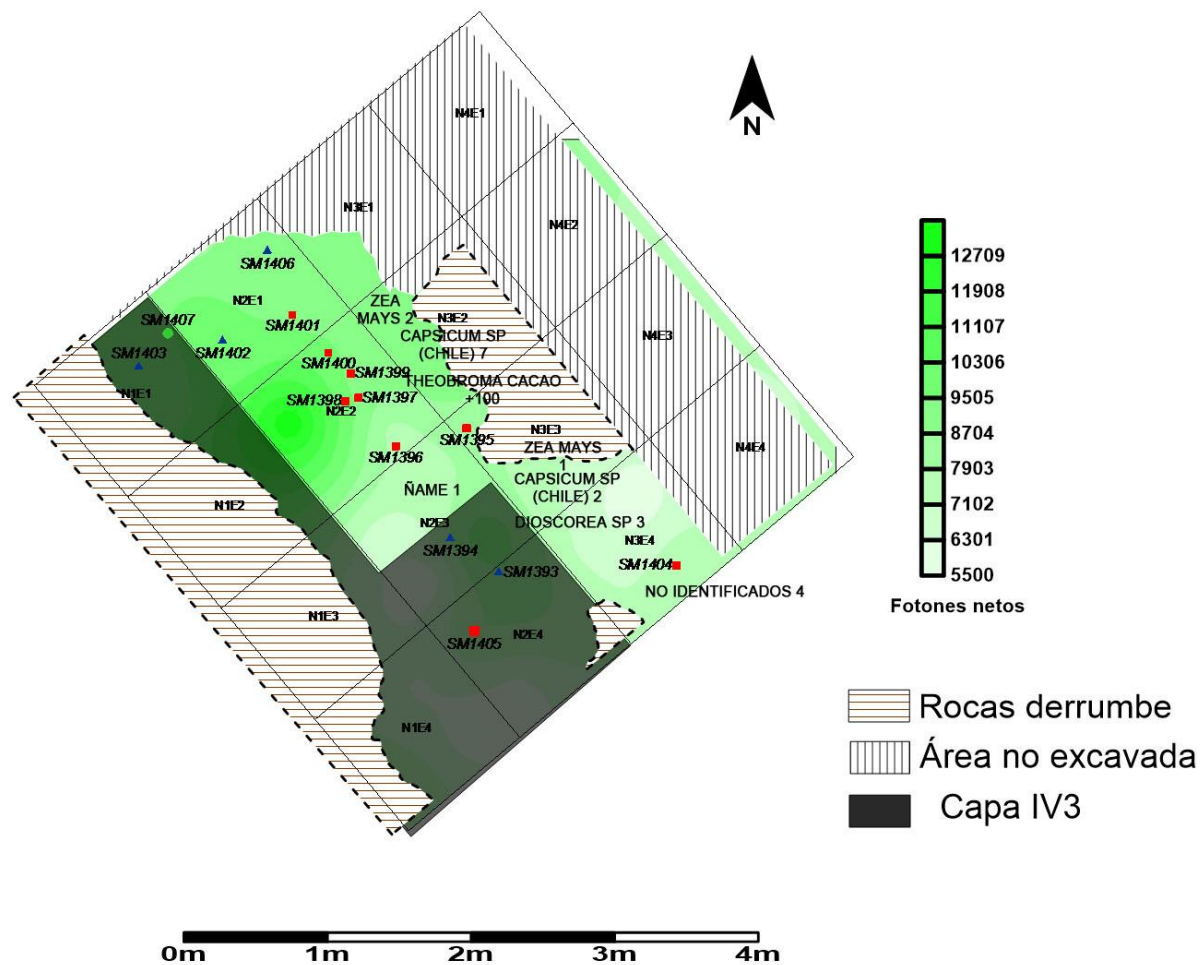 N4E1
N
N3E1
N4E2
SM1406
N2E1
ZEA
MAYS 2
N3E2
SM1407
SM1401
CAPSICUM SP
(CHILE) 7
N4E3
SM1403
SM1402
SM1400
SM1399
THEOBROMA CACAO
+100
N1E1
SM1398
SM1397
N2E2
N3E3
SM1395
ZEA MAYS
1
N4E4
SM1396
CAPSICUM SP
(CHILE) 2
ÑAME 1
N1E2
N2E3
DIOSCOREA SP 3
SM1394
N3E4
SM1393
SM1404
NO IDENTIFICADOS 4
N1E3
SM1405
N2E4
N1E4
12709
11908
11107
10306
9505
8704
7903
7102
6301
5500
Fotones netos
Rocas derrumbe
Área no excavada
Capa IV3
0m 1m 2m 3m 4m